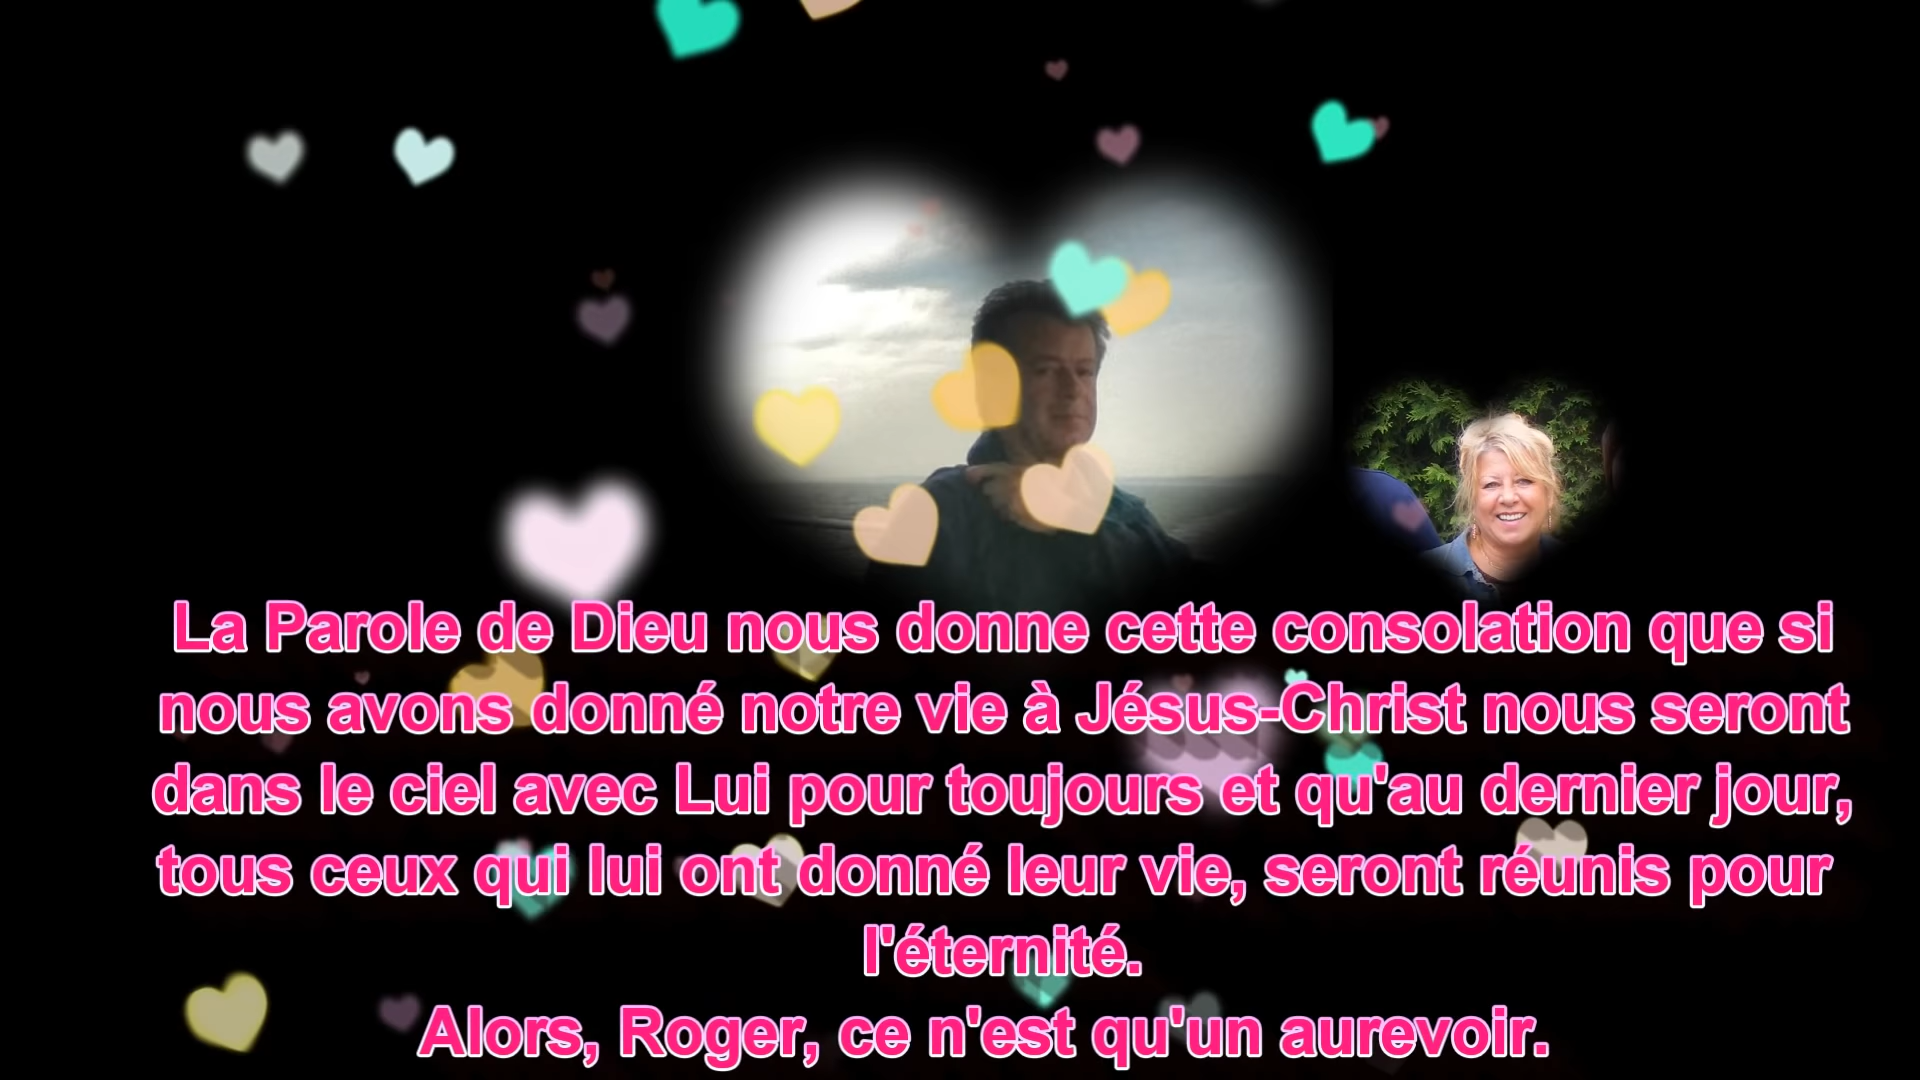 La Parole de Dieu nous donne cette consolation que si
nous avons donné notre vie à Jésus-Christ nous seront
dans le ciel avec Lui pour toujours et qu'au dernier jour,
tous ceux qui lui ont donné leur vie, seront réunis pour
l'éternité.
Alors, Roger, ce n'est qu'un aurevoir.